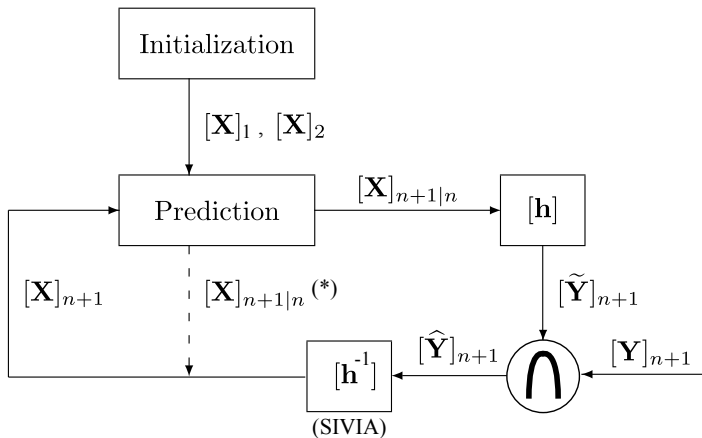 Initialization
[X]₁ , [X]₂
Prediction
[X]ₙ₊₁|ₙ
[h]
[X]ₙ₊₁
[X]ₙ₊₁|ₙ (*)
[Ỹ]ₙ₊₁
[h⁻¹]
[Ŷ]ₙ₊₁
⋂
[Y]ₙ₊₁
(SIVIA)